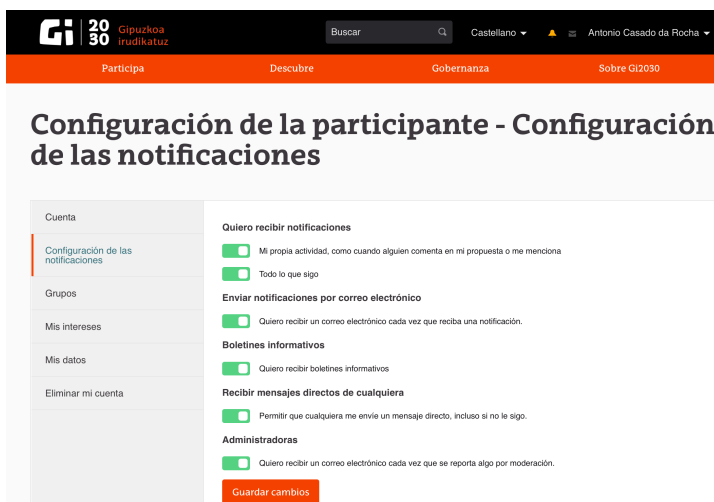 Gi 20 30 Gipuzkoa irudikatuz
Buscar
Castellano
Antonio Casado da Rocha
Participa
Descubre
Gobernanza
Sobre Gi2030
Configuración de la participante - Configuración
de las notificaciones
Cuenta
Configuración de las
notificaciones
Grupos
Mis intereses
Mis datos
Eliminar mi cuenta
Quiero recibir notificaciones
Mi propia actividad, como cuando alguien comenta en mi propuesta o me menciona
Todo lo que sigo
Enviar notificaciones por correo electrónico
Quiero recibir un correo electrónico cada vez que reciba una notificación.
Boletines informativos
Quiero recibir boletines informativos
Recibir mensajes directos de cualquiera
Permitir que cualquiera me envíe un mensaje directo, incluso si no le sigo.
Administradoras
Quiero recibir un correo electrónico cada vez que se reporta algo por moderación.
Guardar cambios